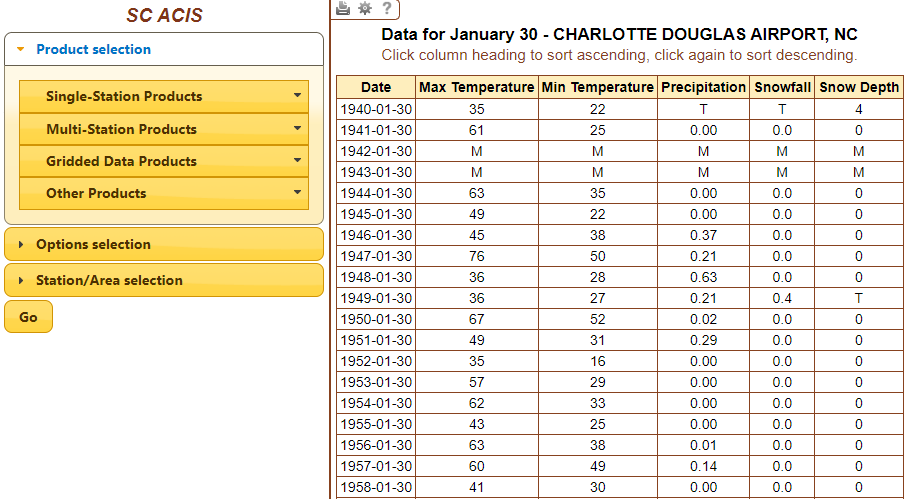 SC ACIS
Product selection
Single-Station Products
Multi-Station Products
Gridded Data Products
Other Products
Options selection
Station/Area selection
Go
?
Data for January 30 - CHARLOTTE DOUGLAS AIRPORT, NC
Click column heading to sort ascending, click again to sort descending.
Date Max Temperature Min Temperature Precipitation Snowfall Snow Depth
1940-01-30 35 22 T T 4
1941-01-30 61 25 0.00 0.0 0
1942-01-30 M M M M M
1943-01-30 M M M M M
1944-01-30 63 35 0.00 0.0 0
1945-01-30 49 22 0.00 0.0 0
1946-01-30 45 38 0.37 0.0 0
1947-01-30 76 50 0.21 0.0 0
1948-01-30 36 28 0.63 0.0 0
1949-01-30 36 27 0.21 0.4 T
1950-01-30 67 52 0.02 0.0 0
1951-01-30 49 31 0.29 0.0 0
1952-01-30 35 16 0.00 0.0 0
1953-01-30 57 29 0.00 0.0 0
1954-01-30 62 33 0.00 0.0 0
1955-01-30 43 25 0.00 0.0 0
1956-01-30 63 38 0.01 0.0 0
1957-01-30 60 49 0.14 0.0 0
1958-01-30 41 30 0.00 0.0 0